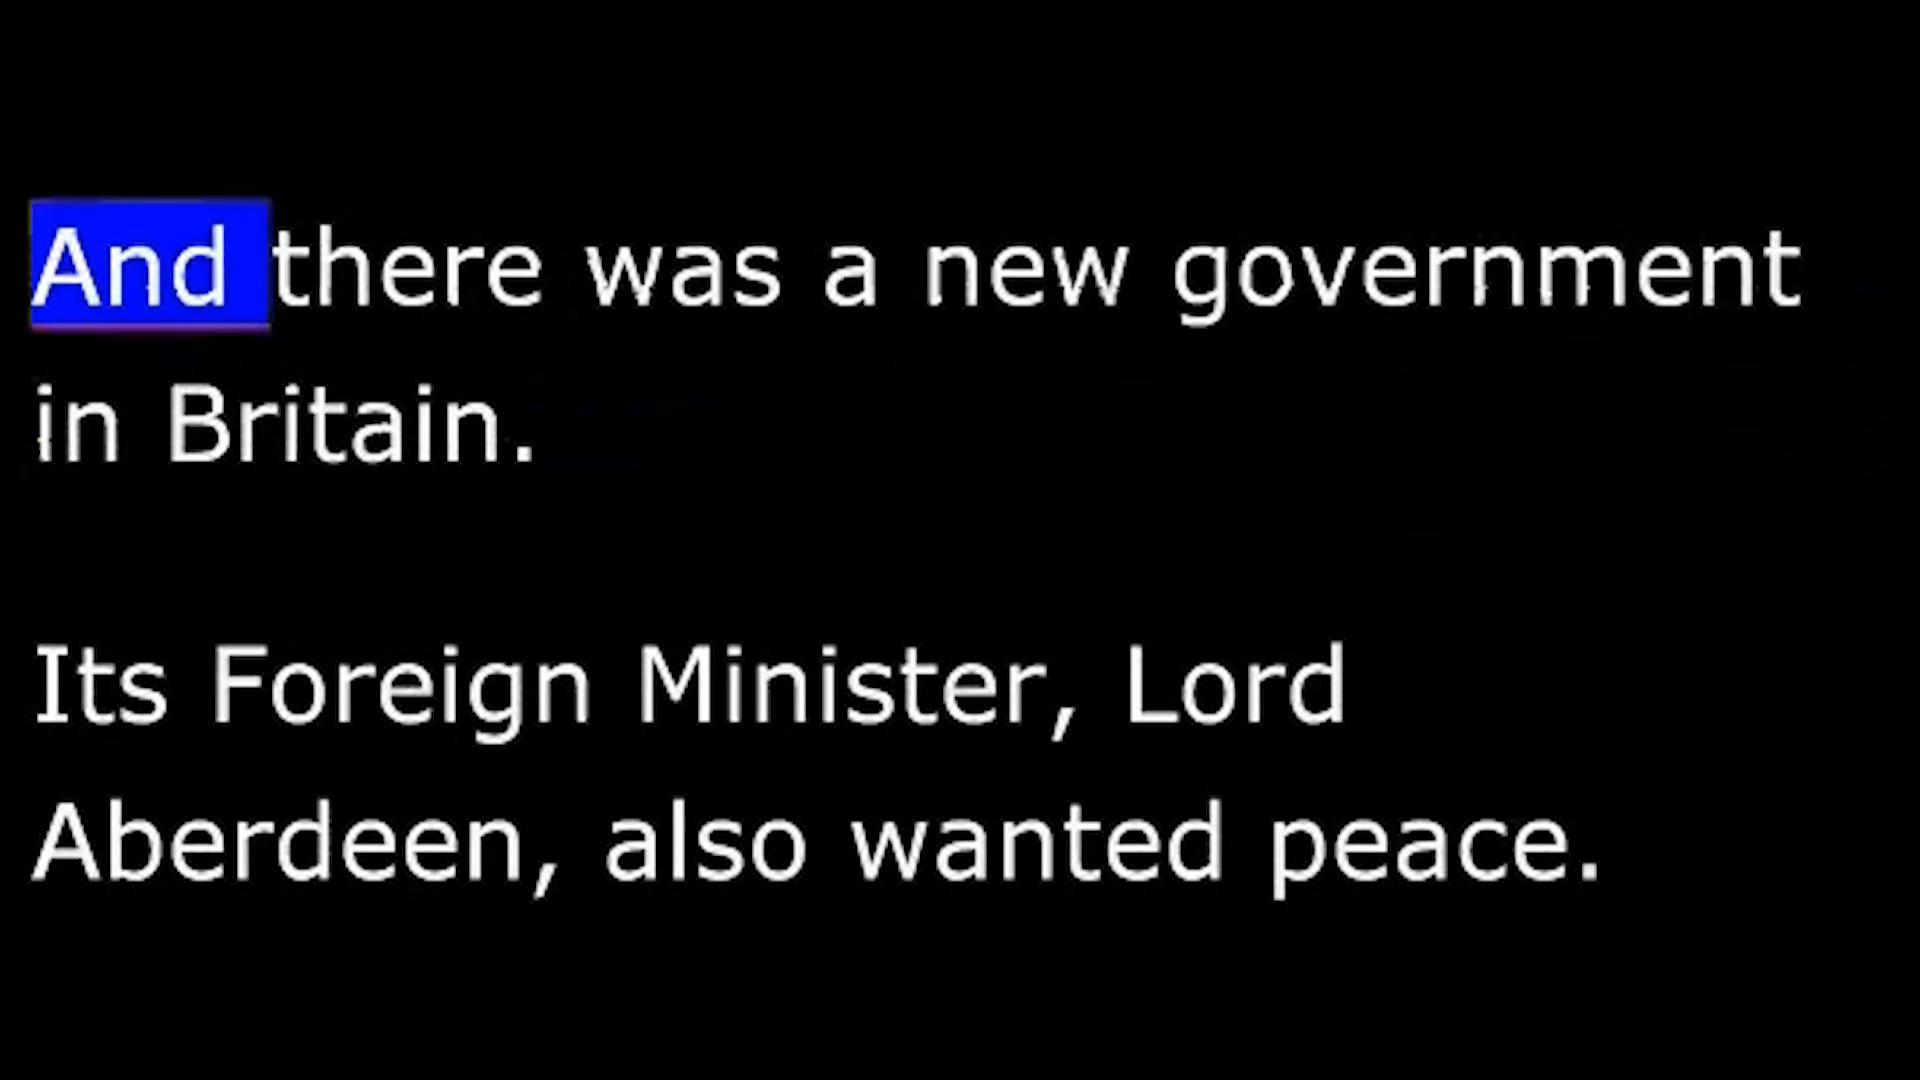 And there was a new government
in Britain.
Its Foreign Minister, Lord
Aberdeen, also wanted peace.